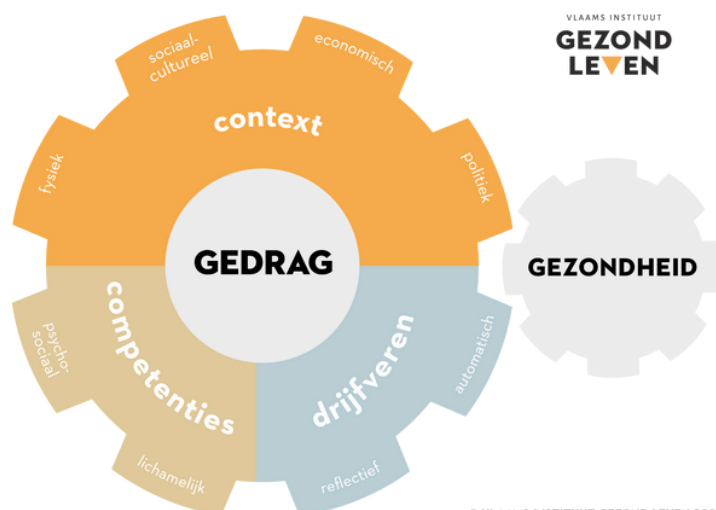 VLAAMS INSTITUUT
GEZOND
LEVEN
sociaal-
cultureel
economisch
context
fysiek
politiek
GEDRAG
GEZONDHEID
competenties
drijfveren
psycho-
sociaal
automatisch
lichamelijk
reflectief